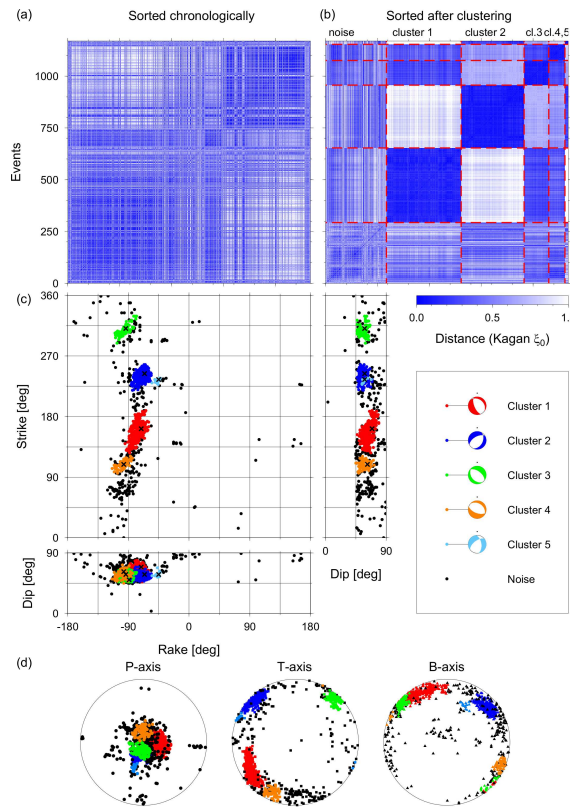 (a) Sorted chronologically
(b) Sorted after clustering
noise cluster 1 cluster 2 cl.3 cl.4,5
1000
750
500
250
0
Events
(c)
360
270
180
90
0
Strike [deg]
0.0 0.5 1.
Distance (Kagan ξ0)
Cluster 1
Cluster 2
Cluster 3
Cluster 4
Cluster 5
Noise
0 90
Dip [deg]
90
0
Dip [deg]
-180 -90 0 90 180
Rake [deg]
(d)
P-axis T-axis B-axis